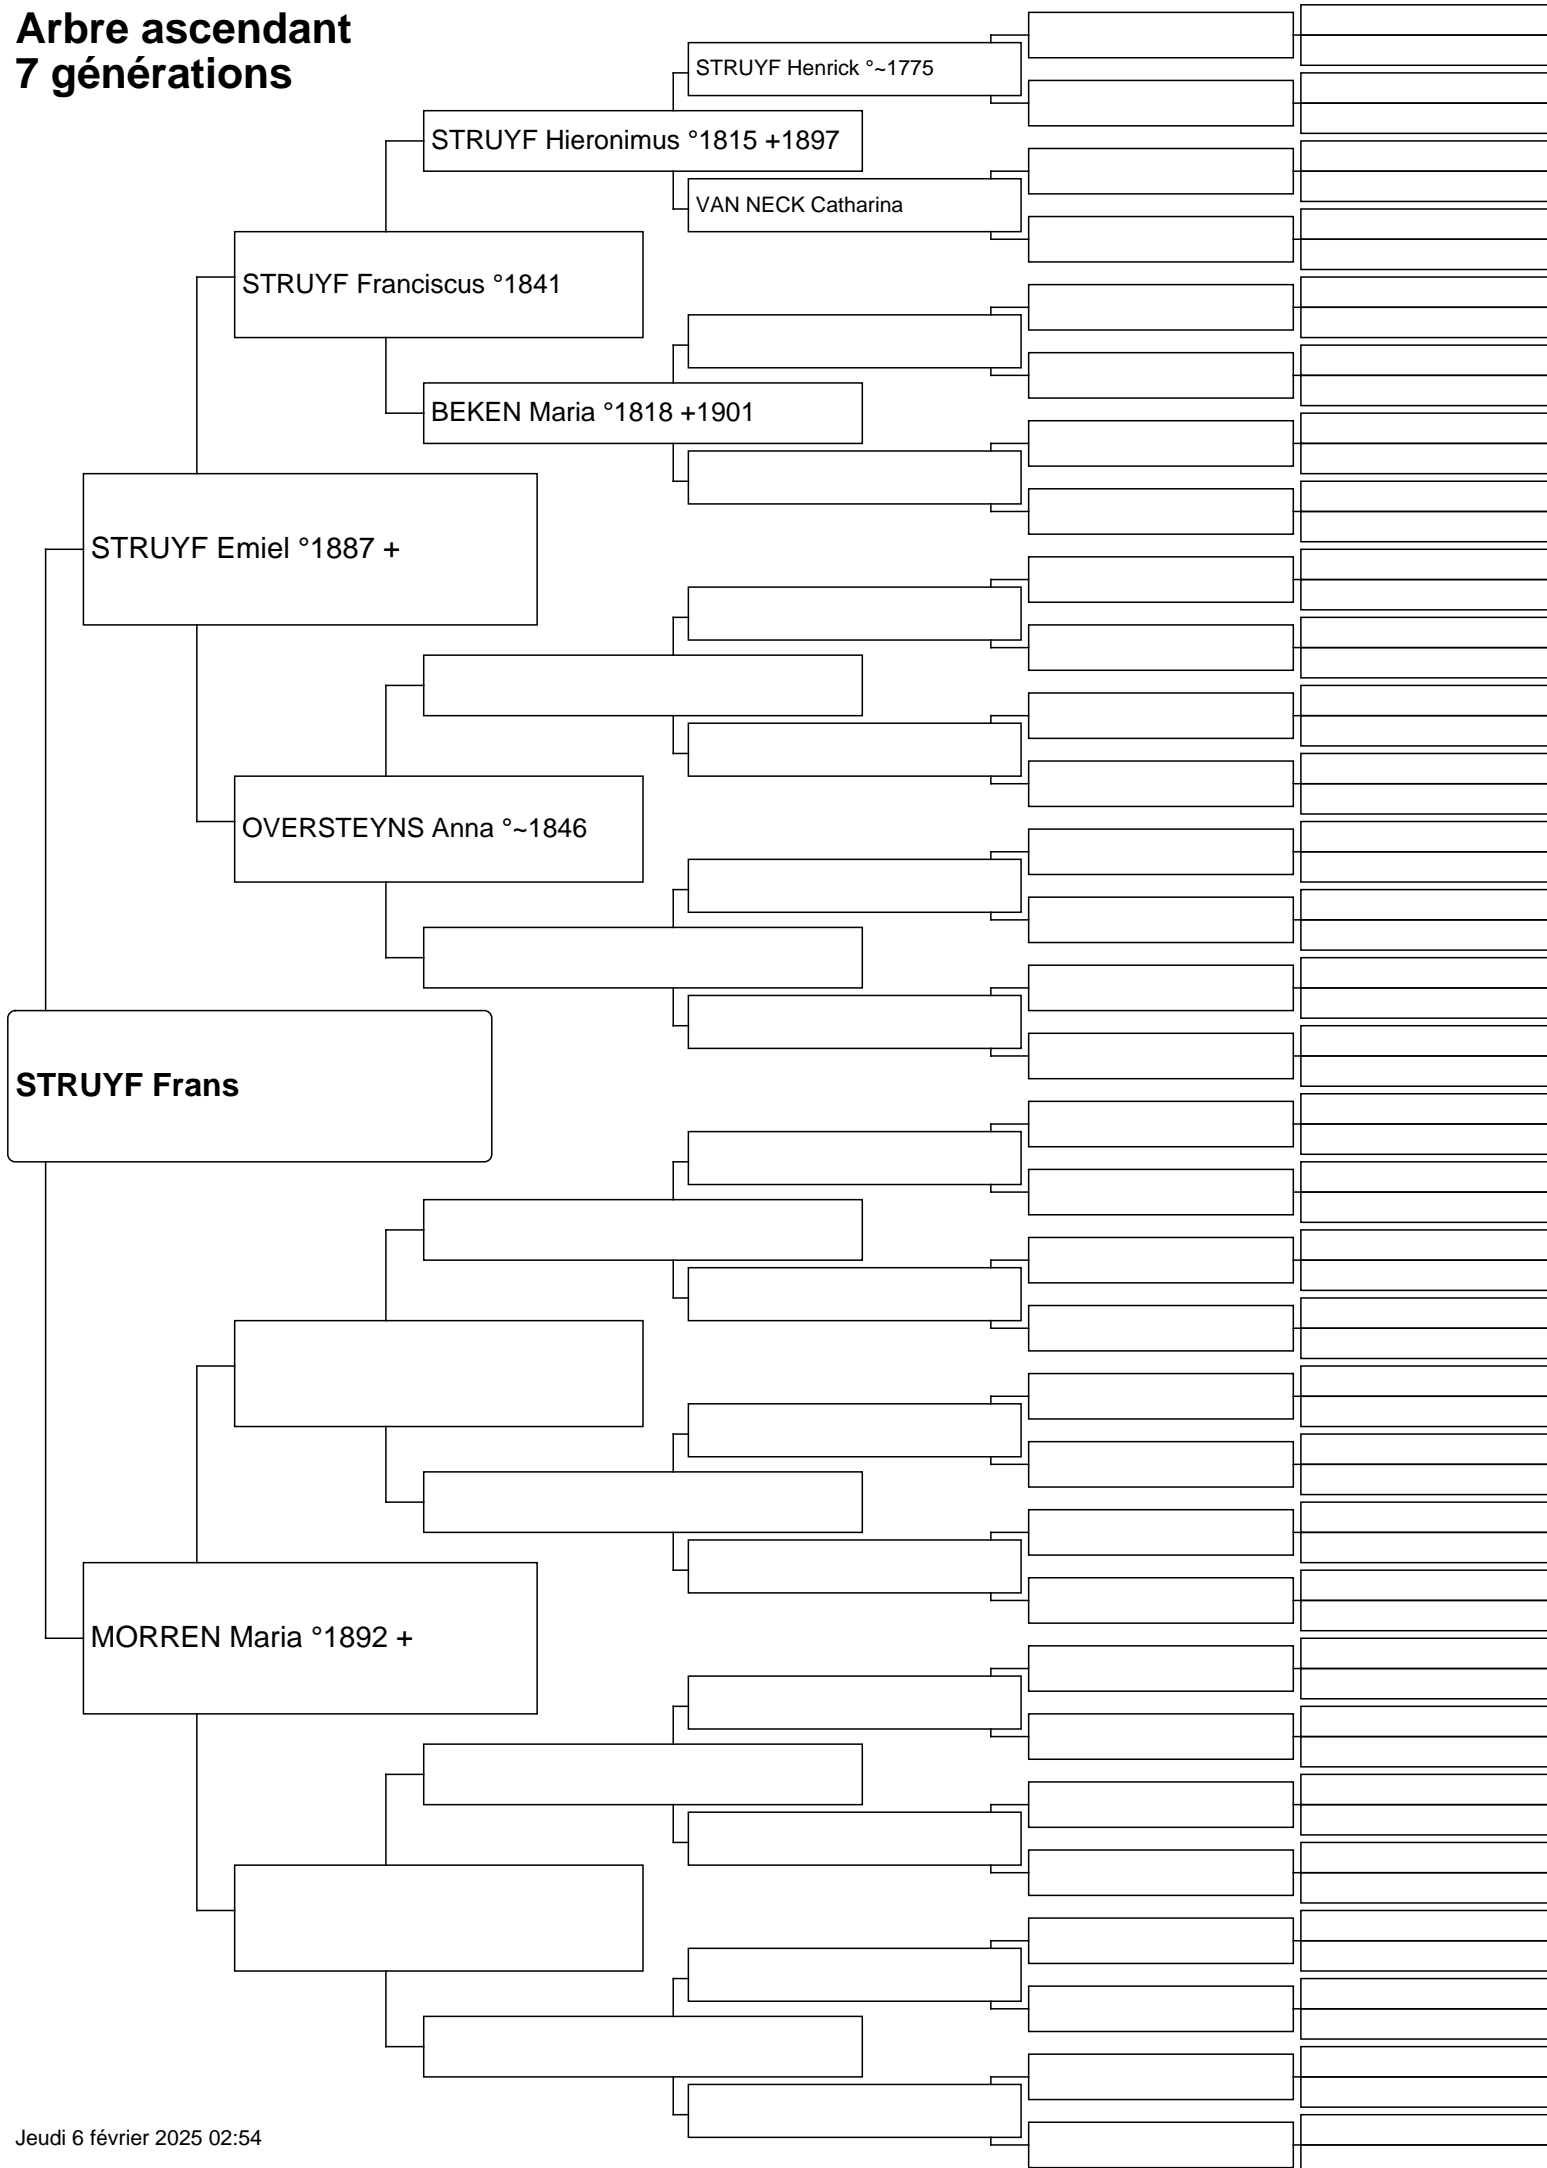 Arbre ascendant
7 générations
STRUYF Henrick °~1775
STRUYF Hieronimus °1815 +1897
VAN NECK Catharina
STRUYF Franciscus °1841
BEKEN Maria °1818 +1901
STRUYF Emiel °1887 +
OVERSTEYNS Anna °~1846
STRUYF Frans
MORREN Maria °1892 +
Jeudi 6 février 2025 02:54